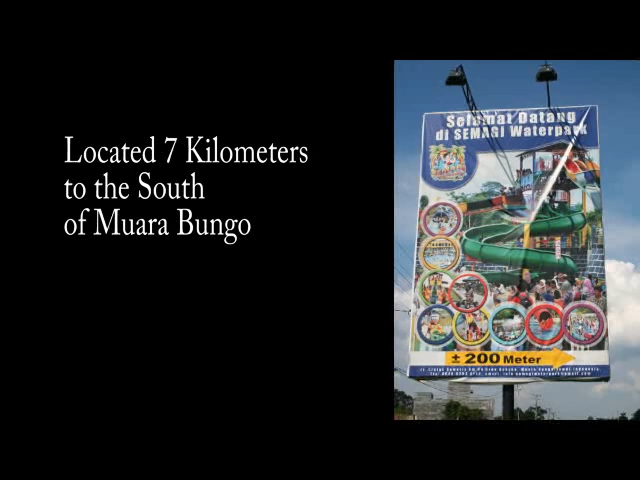 Located 7 Kilometers
to the South
of Muara Bungo
Selamat Datang
di SEMAGI Waterpark
± 200 Meter